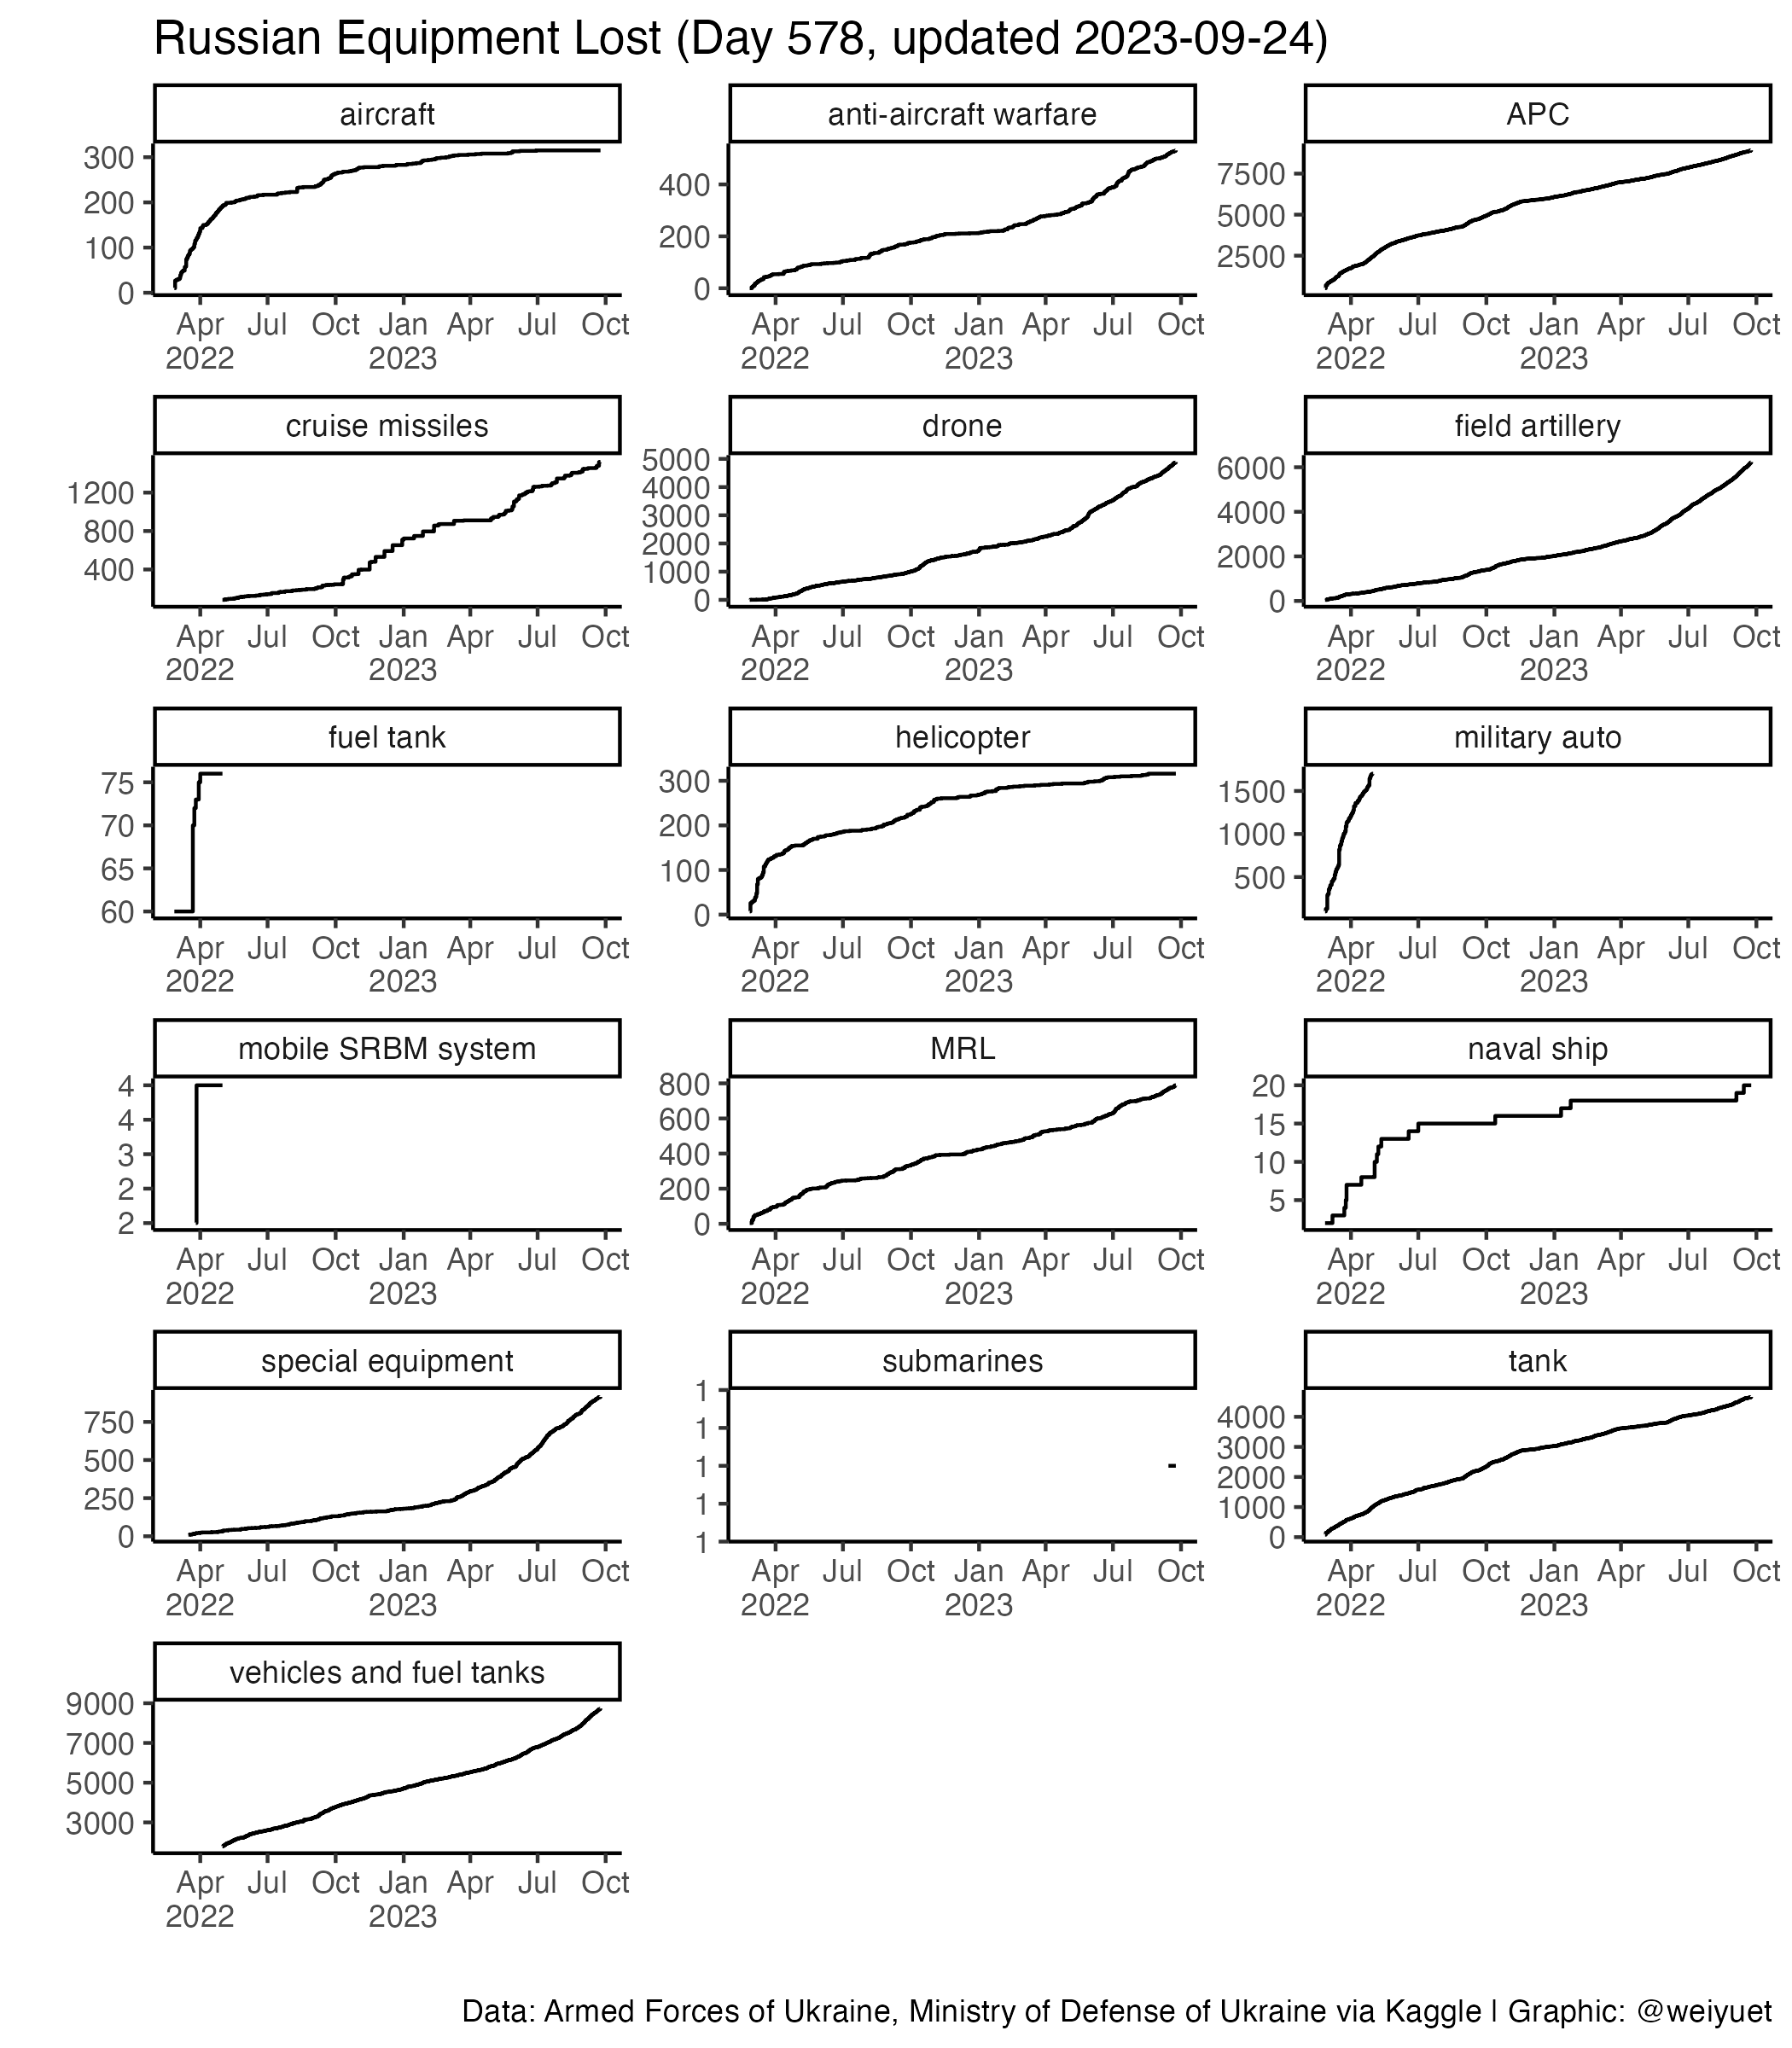 Russian Equipment Lost (Day 578, updated 2023-09-24)
aircraft
300
200
100
0
Apr Jul Oct Jan Apr Jul Oct
2022 2023
anti-aircraft warfare
400
200
0
Apr Jul Oct Jan Apr Jul Oct
2022 2023
APC
7500
5000
2500
Apr Jul Oct Jan Apr Jul Oct
2022 2023
cruise missiles
1200
800
400
Apr Jul Oct Jan Apr Jul Oct
2022 2023
drone
5000
4000
3000
2000
1000
0
Apr Jul Oct Jan Apr Jul Oct
2022 2023
field artillery
6000
4000
2000
0
Apr Jul Oct Jan Apr Jul Oct
2022 2023
fuel tank
75
70
65
60
Apr Jul Oct Jan Apr Jul Oct
2022 2023
helicopter
300
200
100
0
Apr Jul Oct Jan Apr Jul Oct
2022 2023
military auto
1500
1000
500
Apr Jul Oct Jan Apr Jul Oct
2022 2023
mobile SRBM system
4
4
3
2
2
Apr Jul Oct Jan Apr Jul Oct
2022 2023
MRL
800
600
400
200
0
Apr Jul Oct Jan Apr Jul Oct
2022 2023
naval ship
20
15
10
5
Apr Jul Oct Jan Apr Jul Oct
2022 2023
special equipment
750
500
250
0
Apr Jul Oct Jan Apr Jul Oct
2022 2023
submarines
1
1
1
1
1
Apr Jul Oct Jan Apr Jul Oct
2022 2023
tank
4000
3000
2000
1000
0
Apr Jul Oct Jan Apr Jul Oct
2022 2023
vehicles and fuel tanks
9000
7000
5000
3000
Apr Jul Oct Jan Apr Jul Oct
2022 2023
Data: Armed Forces of Ukraine, Ministry of Defense of Ukraine via Kaggle | Graphic: @weiyuet